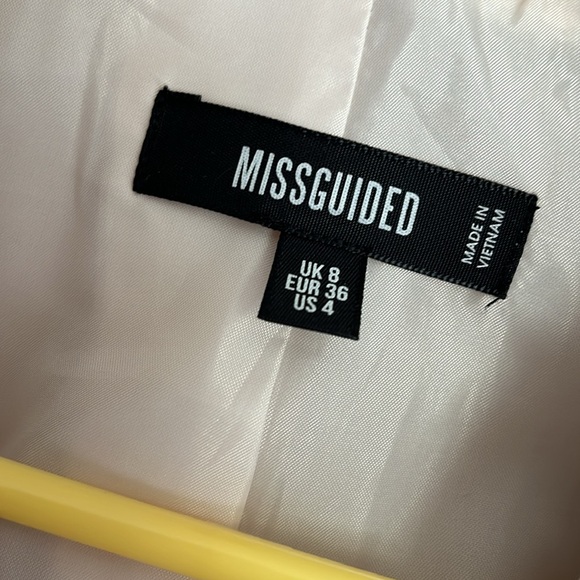 MISSGUIDED
MADE IN
VIETNAM
UK 8
EUR 36
US 4